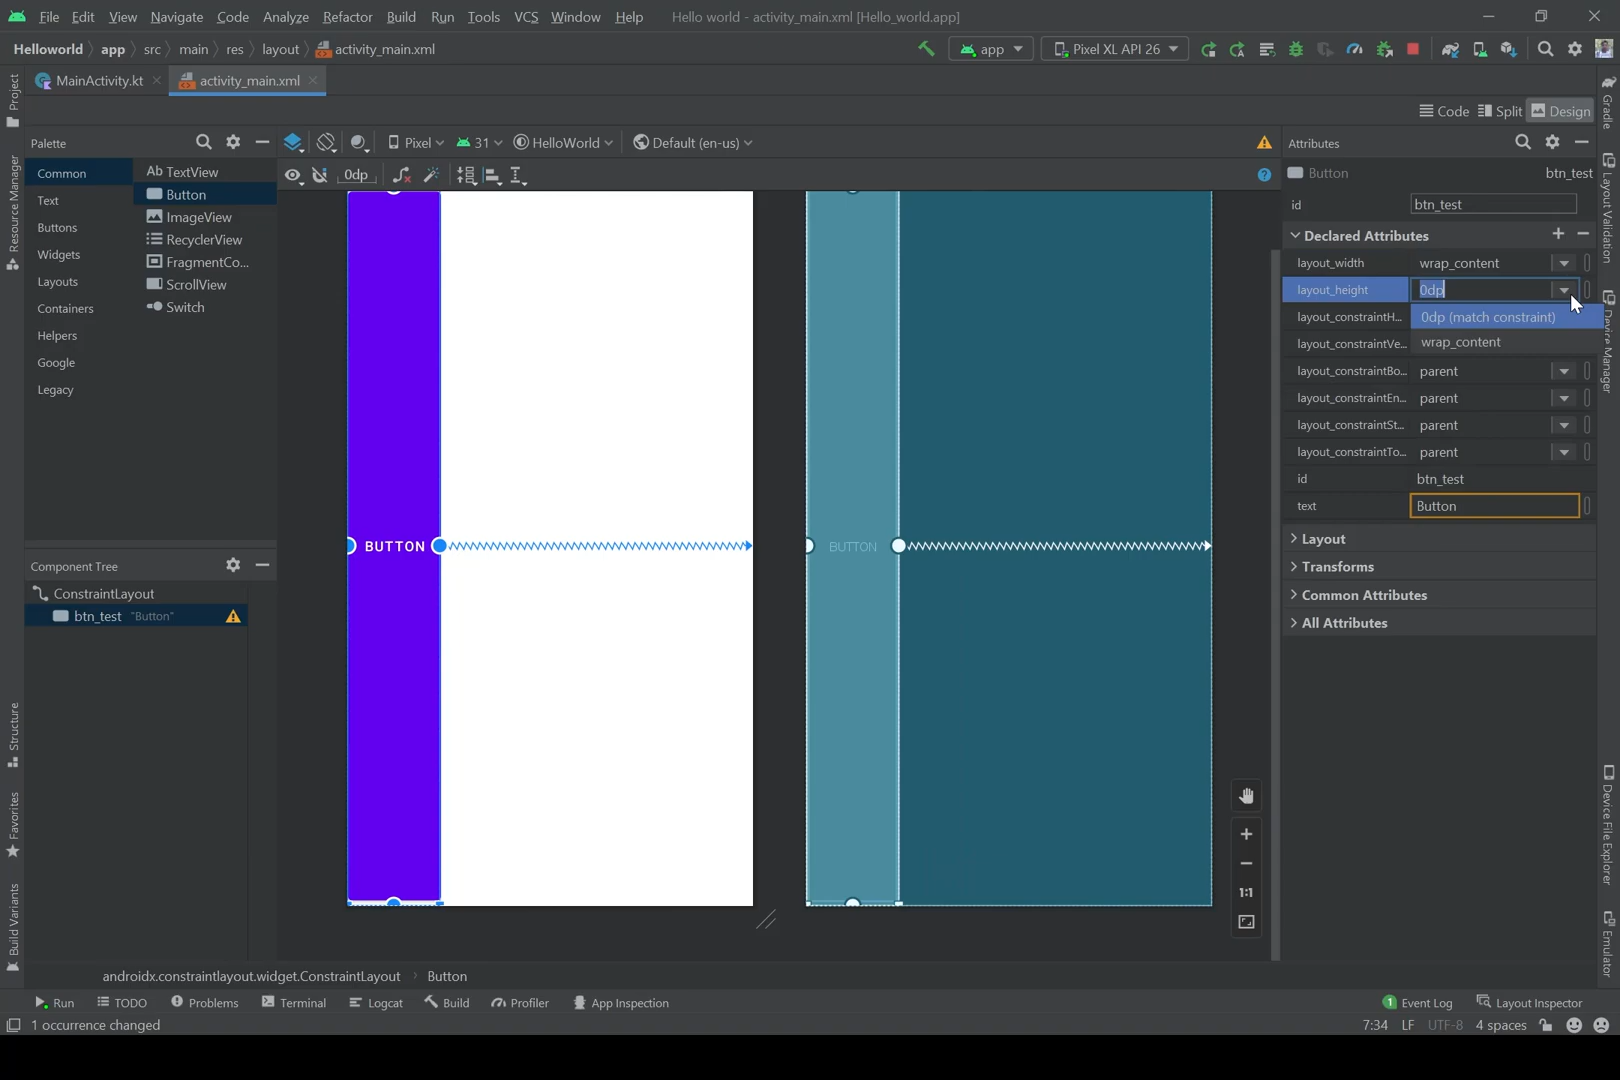 File Edit View Navigate Code Analyze Refactor Build Run Tools VCS Window Help Hello world - activity_main.xml [Hello_world.app]
Helloworld app src main res layout activity_main.xml app Pixel XL API 26
MainActivity.kt activity_main.xml
Code Split Design
Palette Pixel 31 HelloWorld Default (en-us) Attributes
Common Ab TextView 0dp Button btn_test
Button
Text ImageView id btn_test
Buttons RecyclerView Declared Attributes
Widgets FragmentCo... layout_width wrap_content
Layouts ScrollView layout_height 0dp
Containers Switch layout_constraintH... 0dp (match constraint)
Helpers layout_constraintVe... wrap_content
Google layout_constraintBo... parent
Legacy layout_constraintEn... parent
layout_constraintSt... parent
layout_constraintTo... parent
id btn_test
text Button
Layout
BUTTON BUTTON
Component Tree Transforms
ConstraintLayout Common Attributes
btn_test "Button" All Attributes
1:1
androidx.constraintlayout.widget.ConstraintLayout Button
Run TODO Problems Terminal Logcat Build Profiler App Inspection 1 Event Log Layout Inspector
1 occurrence changed 7:34 LF UTF-8 4 spaces
Project
Resource Manager
Structure
Favorites
Build Variants
Gradle
Layout Validation
Device Manager
Device File Explorer
Emulator